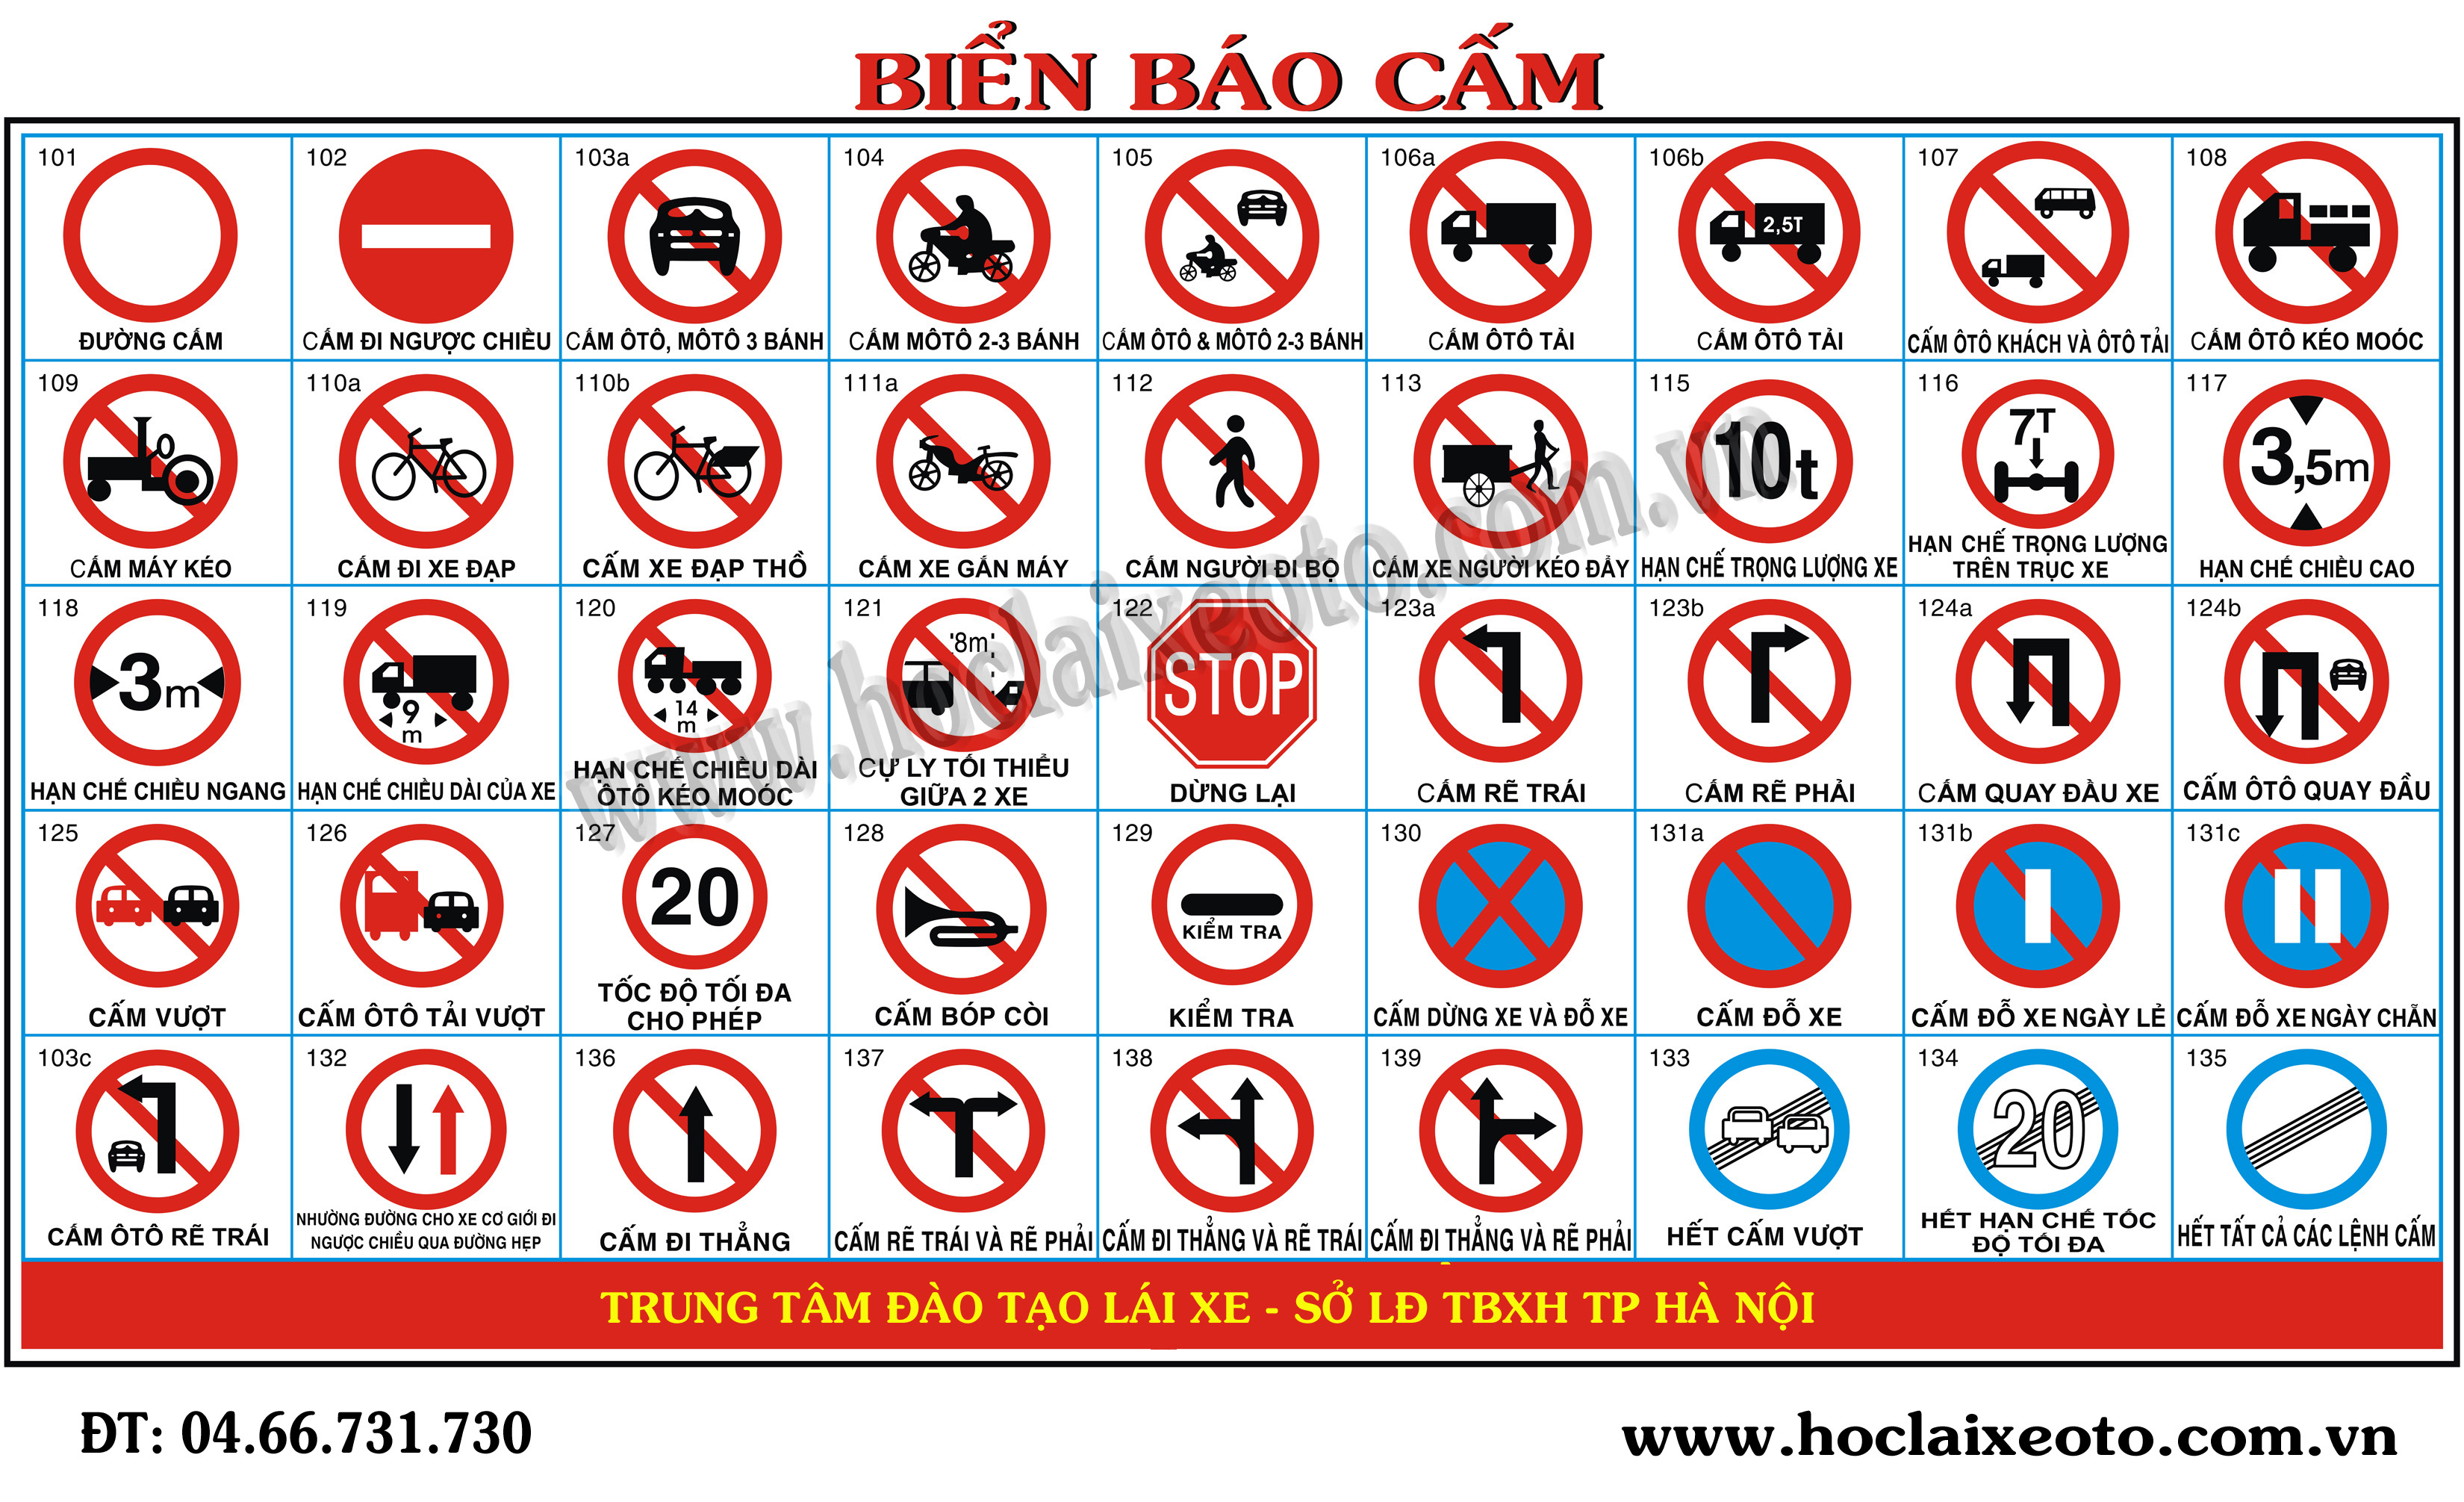 BIỂN BÁO CẤM
101
ĐƯỜNG CẤM
102
CẤM ĐI NGƯỢC CHIỀU
103a
CẤM ÔTÔ, MÔTÔ 3 BÁNH
104
CẤM MÔTÔ 2-3 BÁNH
105
CẤM ÔTÔ & MÔTÔ 2-3 BÁNH
106a
CẤM ÔTÔ TẢI
106b
2,5T
CẤM ÔTÔ TẢI
107
CẤM ÔTÔ KHÁCH VÀ ÔTÔ TẢI
108
CẤM ÔTÔ KÉO MOÓC
109
CẤM MÁY KÉO
110a
CẤM ĐI XE ĐẠP
110b
CẤM XE ĐẠP THỒ
111a
CẤM XE GẮN MÁY
112
CẤM NGƯỜI ĐI BỘ
113
CẤM XE NGƯỜI KÉO ĐẨY
115
10t
HẠN CHẾ TRỌNG LƯỢNG XE
116
7T
HẠN CHẾ TRỌNG LƯỢNG
TRÊN TRỤC XE
117
3,5m
HẠN CHẾ CHIỀU CAO
118
3m
HẠN CHẾ CHIỀU NGANG
119
9
m
HẠN CHẾ CHIỀU DÀI CỦA XE
120
14
m
HẠN CHẾ CHIỀU DÀI
ÔTÔ KÉO MOÓC
121
8m
CỰ LY TỐI THIỂU
GIỮA 2 XE
122
STOP
DỪNG LẠI
123a
CẤM RẼ TRÁI
123b
CẤM RẼ PHẢI
124a
CẤM QUAY ĐẦU XE
124b
CẤM ÔTÔ QUAY ĐẦU
125
CẤM VƯỢT
126
CẤM ÔTÔ TẢI VƯỢT
127
20
TỐC ĐỘ TỐI ĐA
CHO PHÉP
128
CẤM BÓP CÒI
129
KIỂM TRA
KIỂM TRA
130
CẤM DỪNG XE VÀ ĐỖ XE
131a
CẤM ĐỖ XE
131b
CẤM ĐỖ XE NGÀY LẺ
131c
CẤM ĐỖ XE NGÀY CHẴN
103c
CẤM ÔTÔ RẼ TRÁI
132
NHƯỜNG ĐƯỜNG CHO XE CƠ GIỚI ĐI
NGƯỢC CHIỀU QUA ĐƯỜNG HẸP
136
CẤM ĐI THẲNG
137
CẤM RẼ TRÁI VÀ RẼ PHẢI
138
CẤM ĐI THẲNG VÀ RẼ TRÁI
139
CẤM ĐI THẲNG VÀ RẼ PHẢI
133
HẾT CẤM VƯỢT
134
20
HẾT HẠN CHẾ TỐC
ĐỘ TỐI ĐA
135
HẾT TẤT CẢ CÁC LỆNH CẤM
www.hoclaixeoto.com.vn
TRUNG TÂM ĐÀO TẠO LÁI XE - SỞ LĐ TBXH TP HÀ NỘI
ĐT: 04.66.731.730
www.hoclaixeoto.com.vn